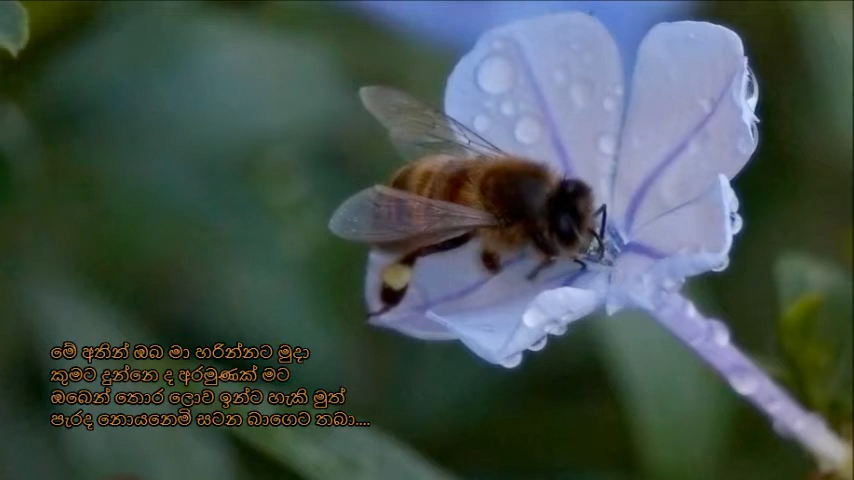 මේ අතින් ඔබ මා හරින්නට මුදා
කුමට දුන්නෙ ද අරමුණක් මට
ඔබෙන් තොර ලොව ඉන්ට හැකි මුත්
පැරද නොයනෙමි සටන බාගෙට තබා....